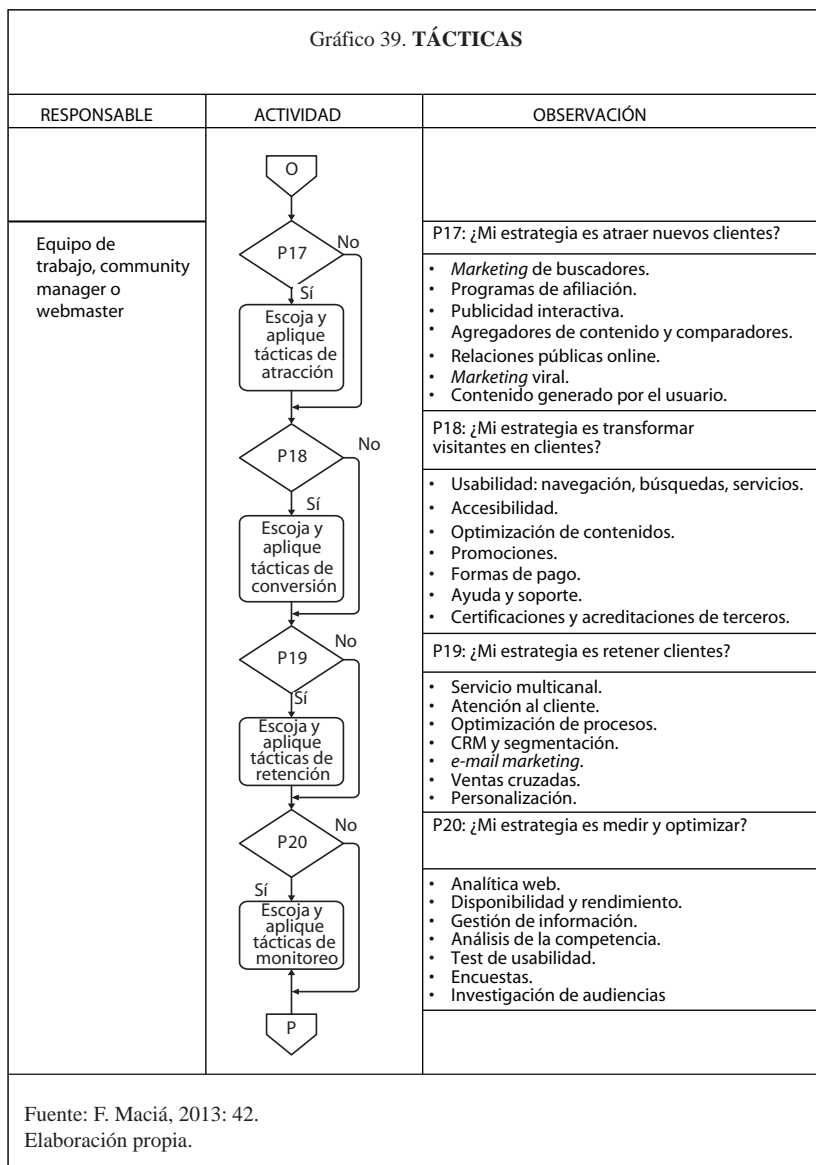 Gráfico 39. TÁCTICAS
RESPONSABLE
ACTIVIDAD
OBSERVACIÓN
O
Equipo de
trabajo, community
manager o
webmaster
P17
No
Sí
Escoja y
aplique
tácticas de
atracción
P17: ¿Mi estrategia es atraer nuevos clientes?
• Marketing de buscadores.
• Programas de afiliación.
• Publicidad interactiva.
• Agregadores de contenido y comparadores.
• Relaciones públicas online.
• Marketing viral.
• Contenido generado por el usuario.
P18
No
Sí
Escoja y
aplique
tácticas de
conversión
P18: ¿Mi estrategia es transformar
visitantes en clientes?
• Usabilidad: navegación, búsquedas, servicios.
• Accesibilidad.
• Optimización de contenidos.
• Promociones.
• Formas de pago.
• Ayuda y soporte.
• Certificaciones y acreditaciones de terceros.
P19
No
Sí
Escoja y
aplique
tácticas de
retención
P19: ¿Mi estrategia es retener clientes?
• Servicio multicanal.
• Atención al cliente.
• Optimización de procesos.
• CRM y segmentación.
• e-mail marketing.
• Ventas cruzadas.
• Personalización.
P20
No
Sí
Escoja y
aplique
tácticas de
monitoreo
P20: ¿Mi estrategia es medir y optimizar?
• Analítica web.
• Disponibilidad y rendimiento.
• Gestión de información.
• Análisis de la competencia.
• Test de usabilidad.
• Encuestas.
• Investigación de audiencias
P
Fuente: F. Maciá, 2013: 42.
Elaboración propia.